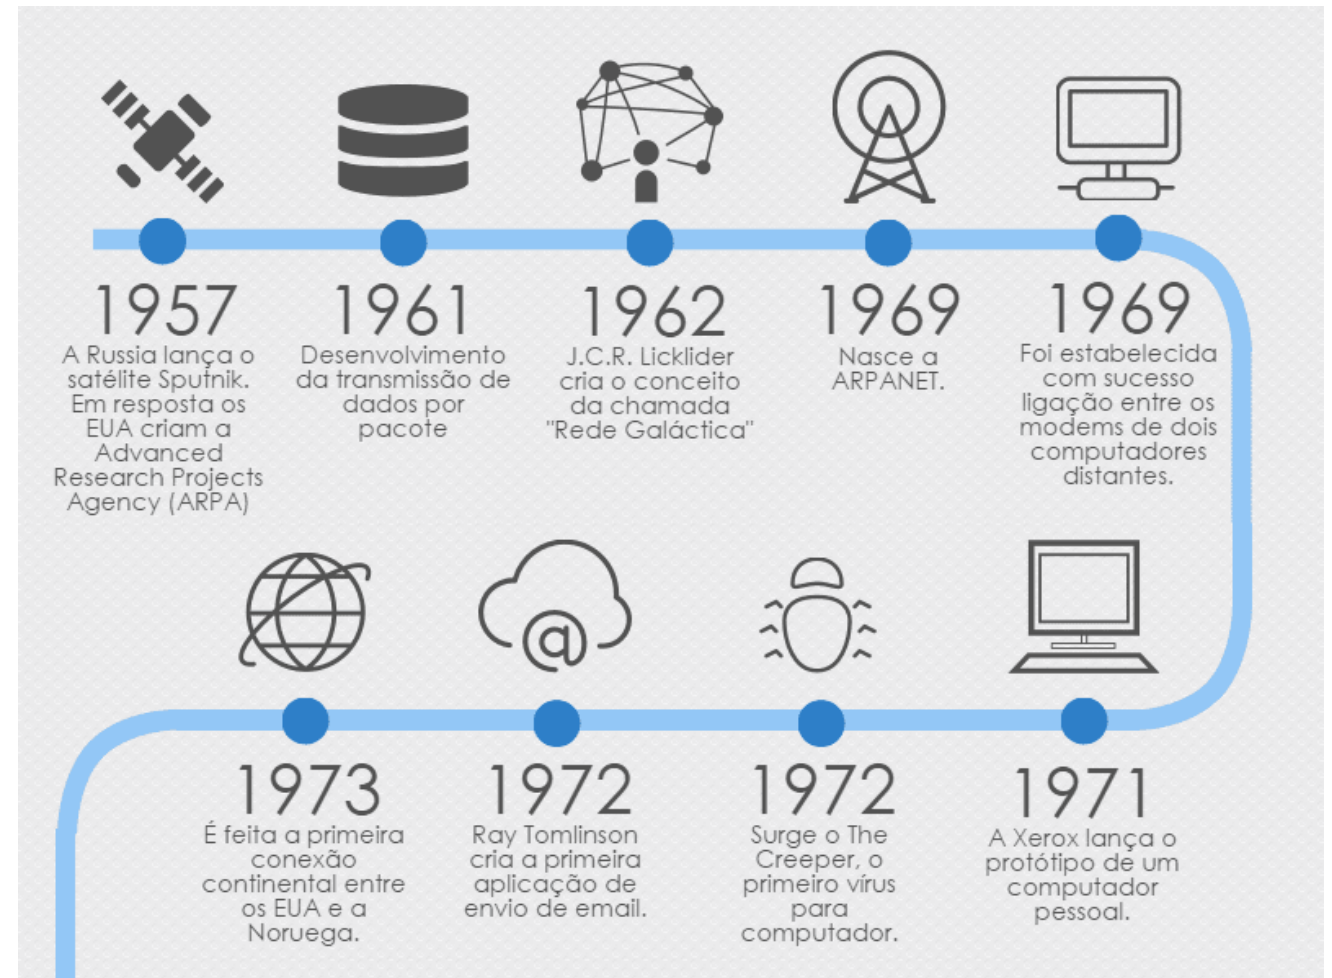 1957
A Russia lança o
satélite Sputnik.
Em resposta os
EUA criam a
Advanced
Research Projects
Agency (ARPA)
1961
Desenvolvimento
da transmissão de
dados por
pacote
1962
J.C.R. Licklider
cria o conceito
da chamada
"Rede Galáctica"
1969
Nasce a
ARPANET.
1969
Foi estabelecida
com sucesso
ligação entre os
modems de dois
computadores
distantes.
@
1971
A Xerox lança o
protótipo de um
computador
pessoal.
1972
Surge o The
Creeper, o
primeiro vírus
para
computador.
1972
Ray Tomlinson
cria a primeira
aplicação de
envio de email.
1973
É feita a primeira
conexão
continental entre
os EUA e a
Noruega.